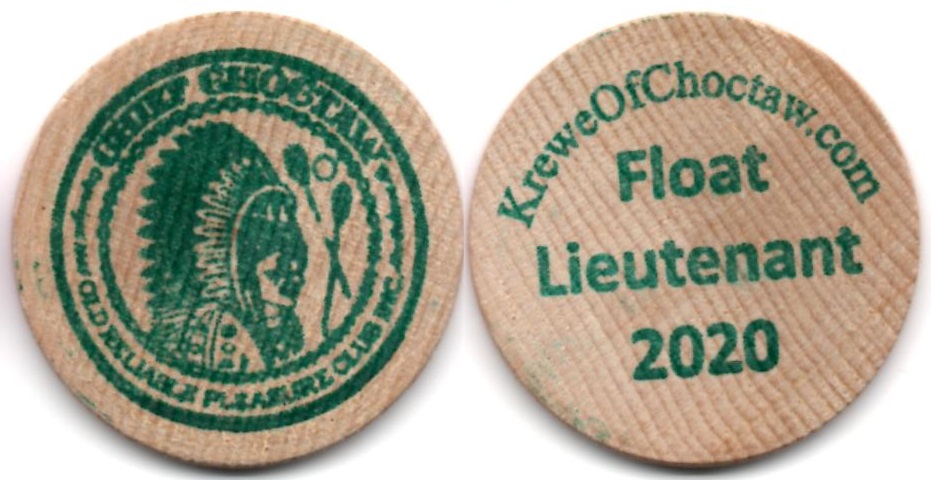 CHIEF CHOCTAW
OLD RELIABLE PLEASURE CLUB INC.
KreweOfChoctaw.com
Float
Lieutenant
2020